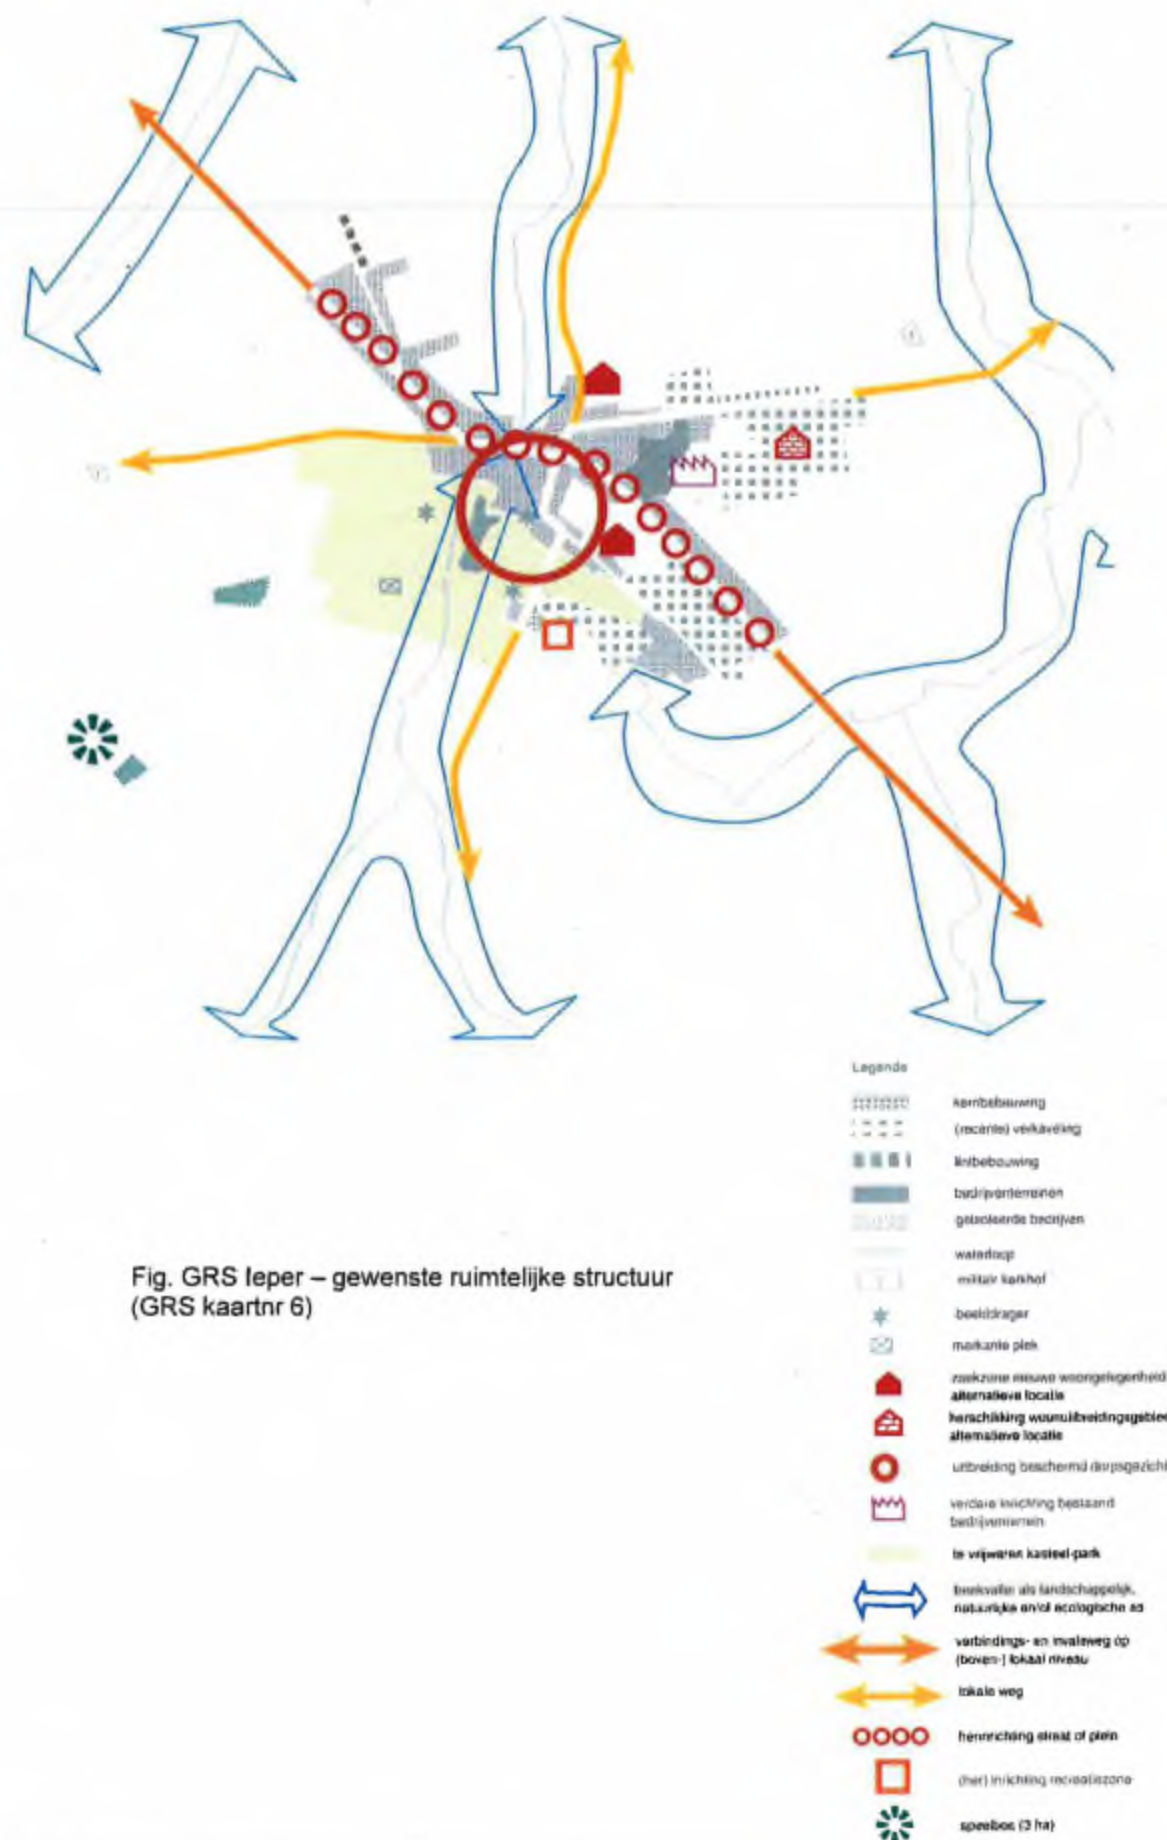 Fig. GRS Ieper – gewenste ruimtelijke structuur
(GRS kaartnr 6)
Legende
kernbebouwing
(recente) verkaveling
lintbebouwing
bedrijventerreinen
geïsoleerde bedrijven
waterloop
militair kerkhof
beelddrager
markante plek
zoekzone nieuwe woongelegenheid
alternatieve locatie
herschikking woonuitbreidingsgebied
alternatieve locatie
uitbreiding beschermd dorpsgezicht
verdere inrichting bestaand
bedrijventerrein
te vrijwaren kasteel-park
beekvallei als landschappelijk,
natuurlijke en/of ecologische as
verbindings- en invalsweg op
(boven-) lokaal niveau
lokale weg
herinrichting straat of plein
(her) inrichting recreatiezone
speelbos (3 ha)